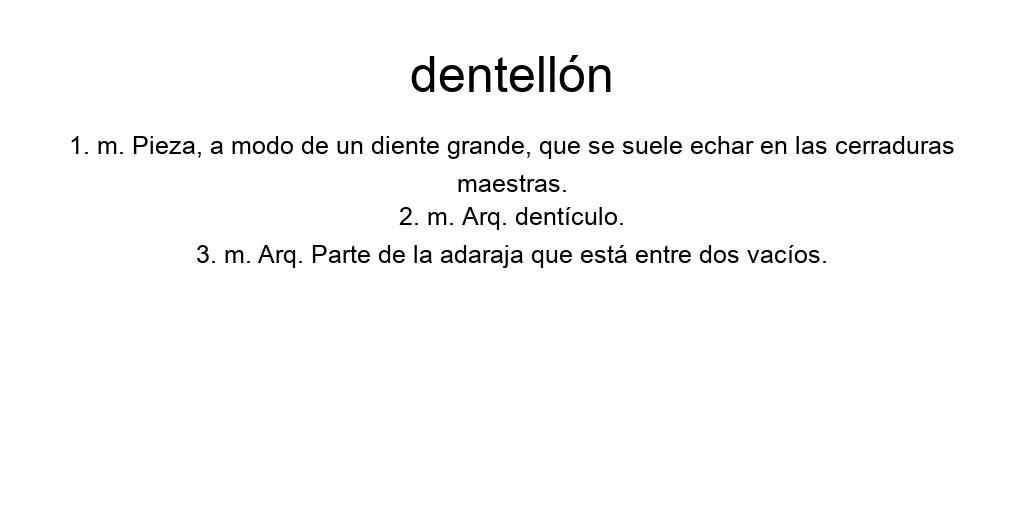 dentellón
1. m. Pieza, a modo de un diente grande, que se suele echar en las cerraduras
maestras.
2. m. Arq. dentículo.
3. m. Arq. Parte de la adaraja que está entre dos vacíos.